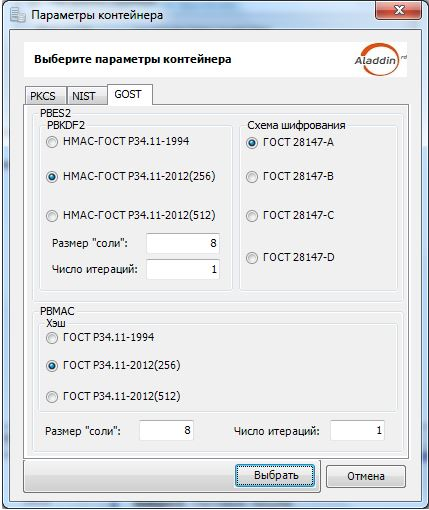 Параметры контейнера
Выберите параметры контейнера
Aladdin rd
PKCS NIST GOST
PBES2
PBKDF2
HMAC-ГОСТ Р34.11-1994
HMAC-ГОСТ Р34.11-2012(256)
HMAC-ГОСТ Р34.11-2012(512)
Размер "соли": 8
Число итераций: 1
Схема шифрования
ГОСТ 28147-A
ГОСТ 28147-B
ГОСТ 28147-C
ГОСТ 28147-D
PBMAC
Хэш
ГОСТ Р34.11-1994
ГОСТ Р34.11-2012(256)
ГОСТ Р34.11-2012(512)
Размер "соли": 8 Число итераций: 1
Выбрать Отмена